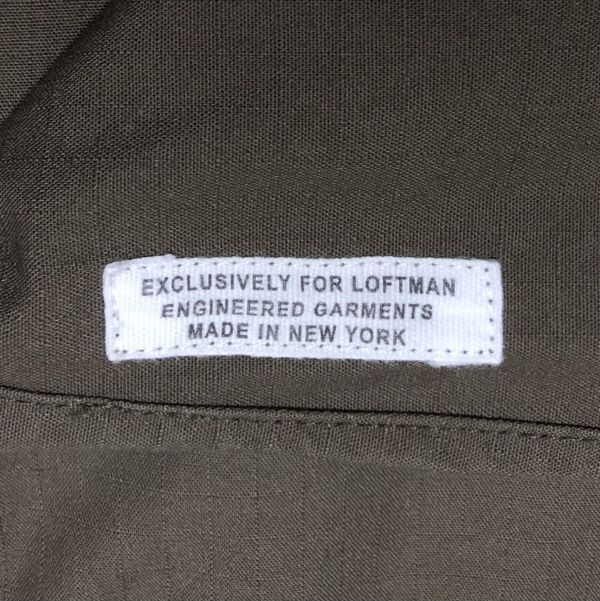 EXCLUSIVELY FOR LOFTMAN
ENGINEERED GARMENTS
MADE IN NEW YORK